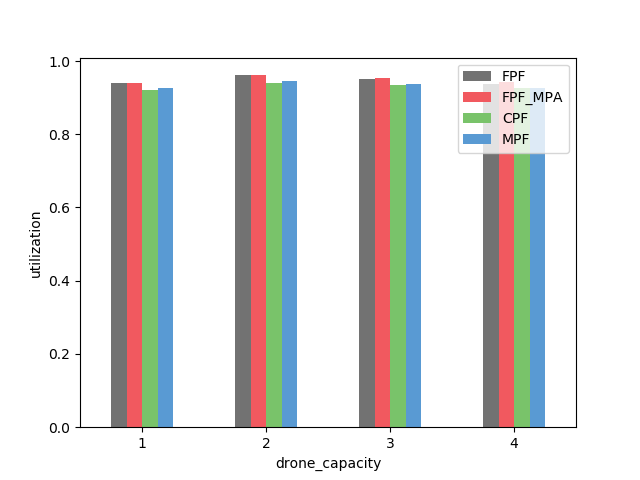 1.0
0.8
0.6
0.4
0.2
0.0
utilization
1 2 3 4
drone_capacity
FPF
FPF_MPA
CPF
MPF